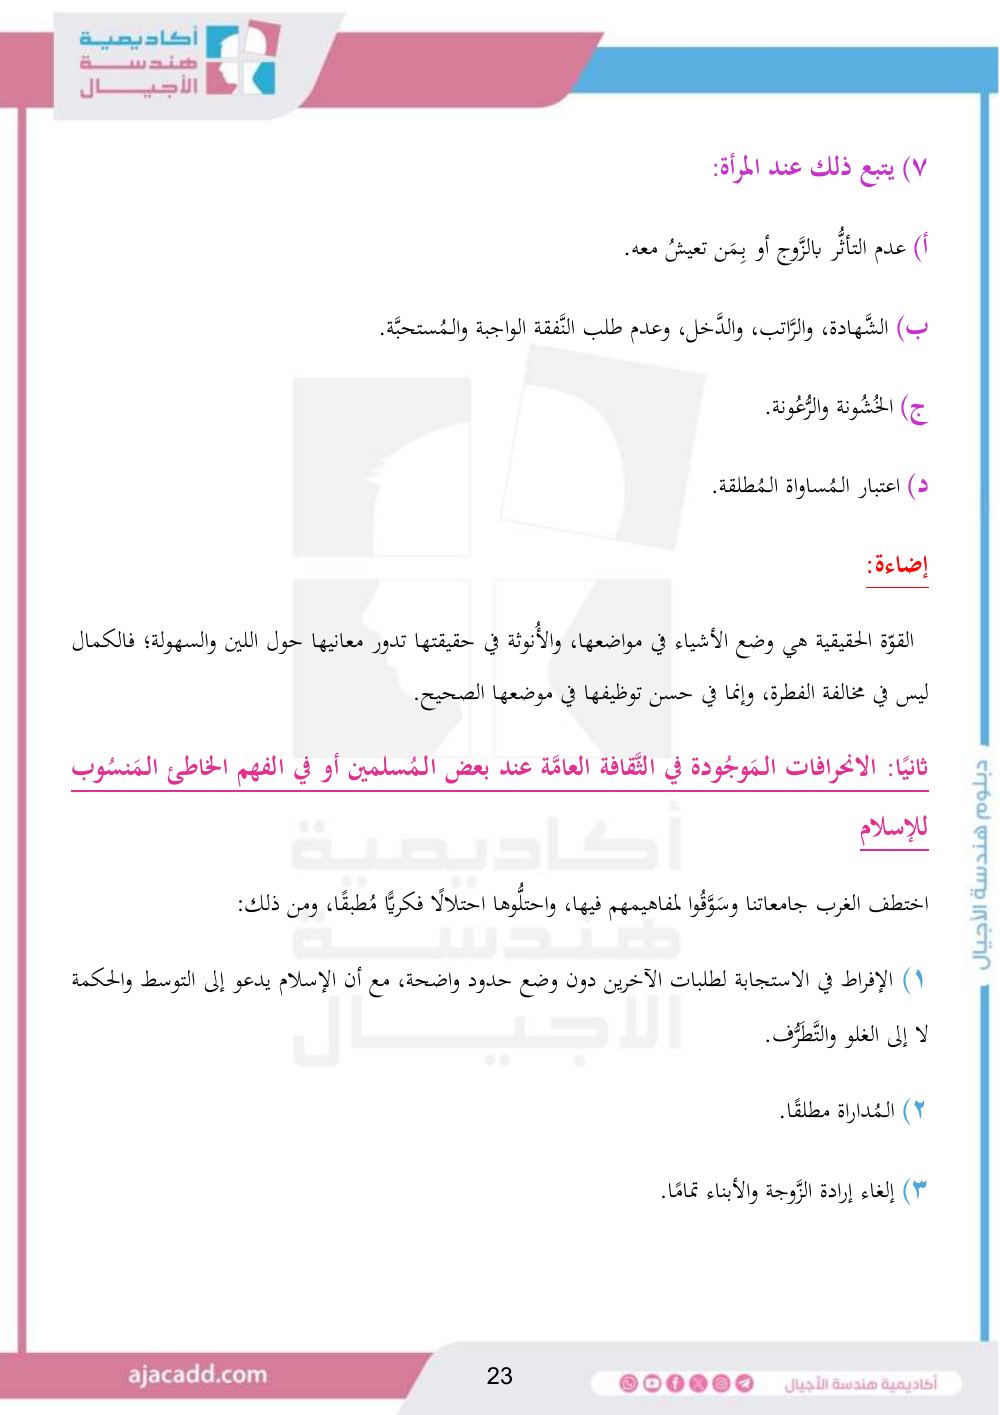 أكاديمية
هندسة
الأجيال
٧) يتبع ذلك عند المرأة:
أ) عدم التأثُّر بالزَّوج أو بِمَن تعيشُ معه.
ب) الشَّهادة، والرَّاتب، والدَّخل، وعدم طلب النَّفقة الواجبة والمُستحبَّة.
ج) الخُشُونة والرُّعُونة.
د) اعتبار المُساواة المُطلقة.
إضاءة:
القوّة الحقيقية هي وضع الأشياء في مواضعها، والأُنوثة في حقيقتها تدور معانيها حول اللين والسهولة؛ فالكمال
ليس في مخالفة الفطرة، وإنما في حسن توظيفها في موضعها الصحيح.
ثانيًا: الانحرافات المَوجُودة في الثَّقافة العامَّة عند بعض المُسلمين أو في الفهم الخاطئ المَنسُوب
للإسلام
اختطف الغرب جامعاتنا وسَوَّقُوا لمفاهيمهم فيها، واحتلُّوها احتلالًا فكريًّا مُطبقًا، ومن ذلك:
١) الإفراط في الاستجابة لطلبات الآخرين دون وضع حدود واضحة، مع أن الإسلام يدعو إلى التوسط والحكمة
لا إلى الغلو والتَّطَرُّف.
٢) المُداراة مطلقًا.
٣) إلغاء إرادة الزَّوجة والأبناء تمامًا.
أكاديمية
هندسة
الأجيال
دبلوم هندسة الأجيال
أكاديمية هندسة الأجيال
23
ajacadd.com